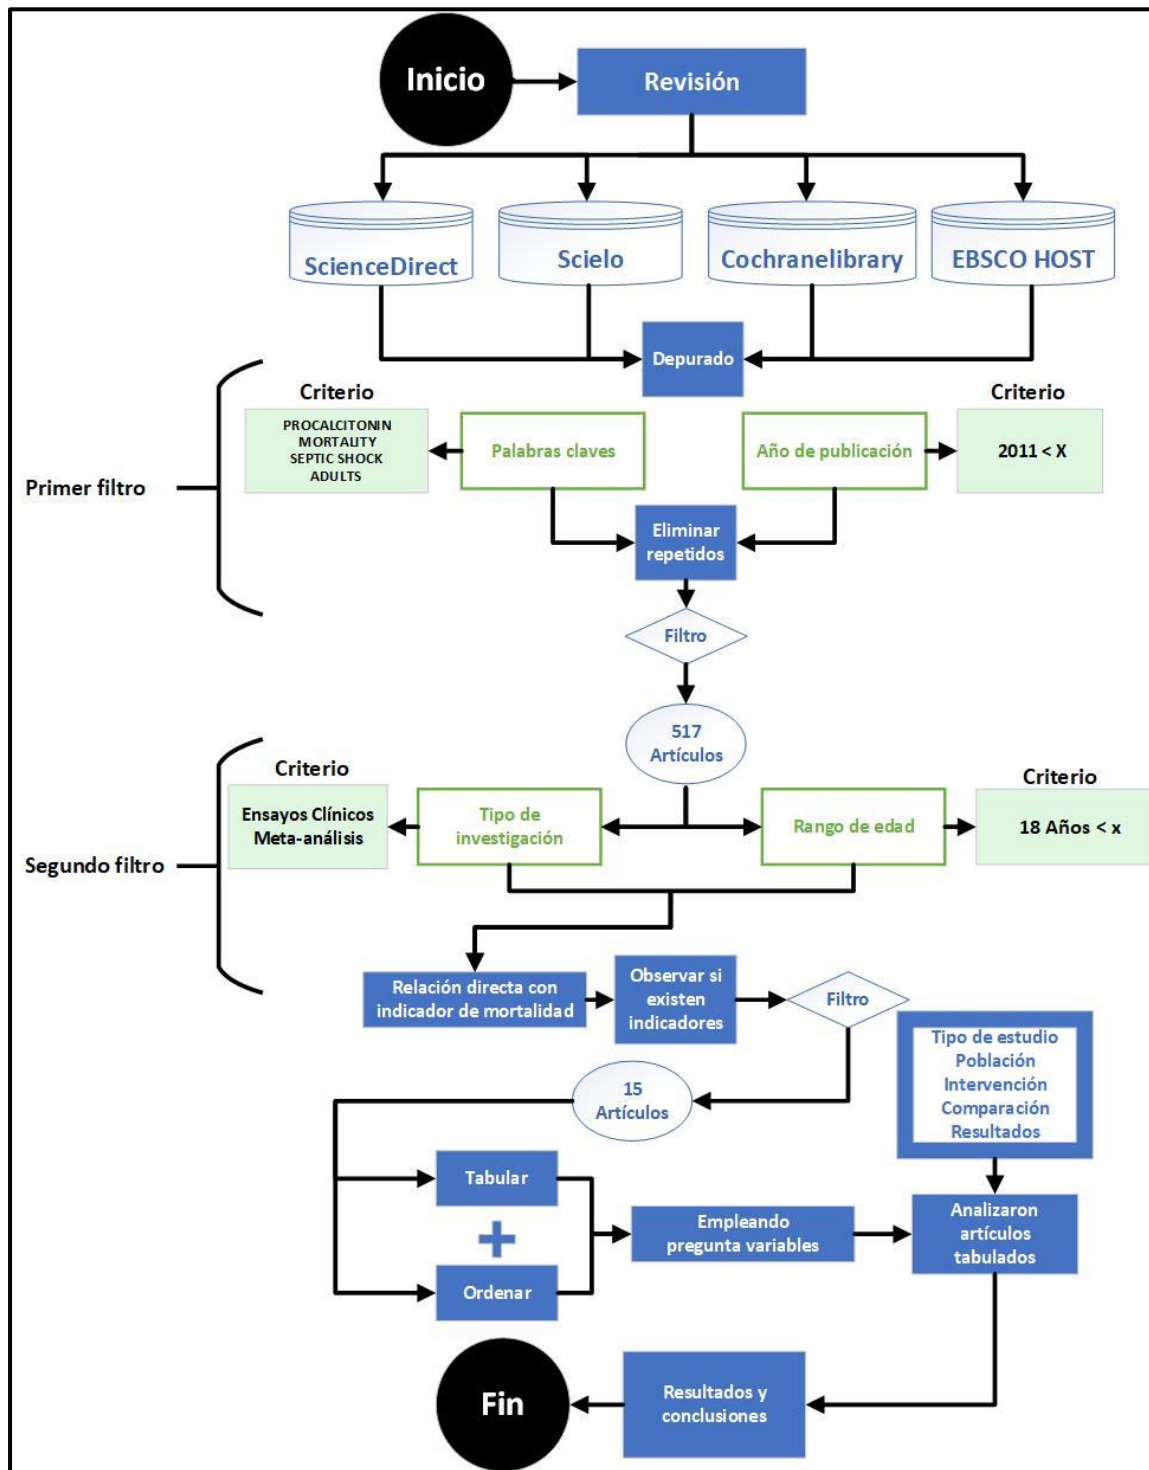 Inicio
Revisión
ScienceDirect
Scielo
Cochranelibrary
EBSCO HOST
Depurado
Primer filtro
Criterio
PROCALCITONIN
MORTALITY
SEPTIC SHOCK
ADULTS
Palabras claves
Año de publicación
Criterio
2011 < X
Eliminar
repetidos
Filtro
517
Artículos
Segundo filtro
Criterio
Ensayos Clínicos
Meta-análisis
Tipo de
investigación
Rango de edad
Criterio
18 Años < x
Relación directa con
indicador de mortalidad
Observar si
existen
indicadores
Filtro
15
Artículos
Tipo de estudio
Población
Intervención
Comparación
Resultados
Tabular
+
Ordenar
Empleando
pregunta variables
Analizaron
artículos
tabulados
Resultados y
conclusiones
Fin